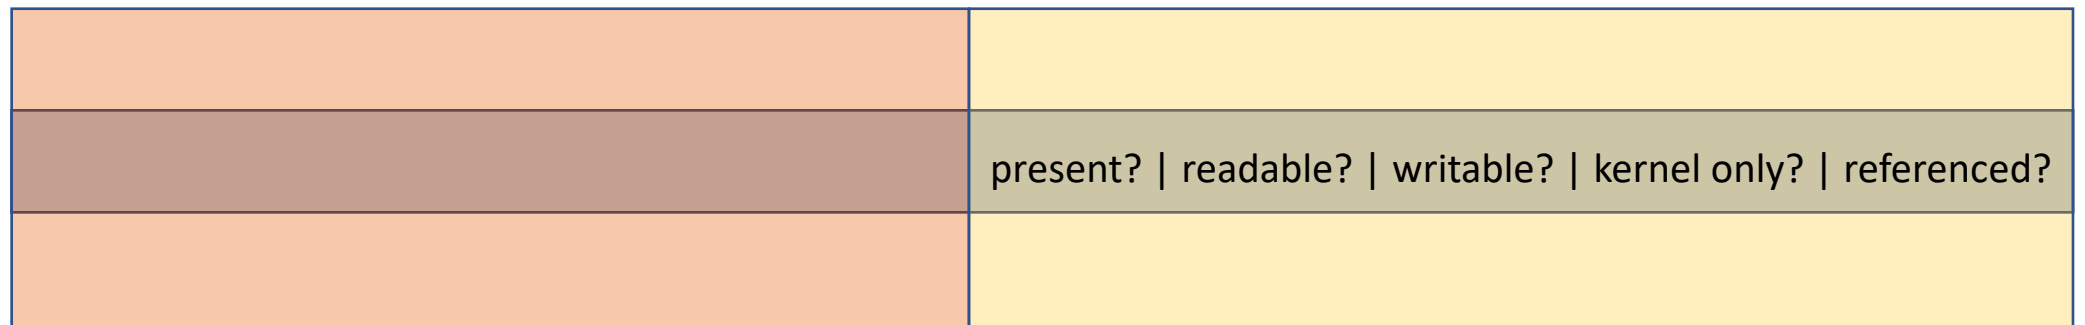 present? | readable? | writable? | kernel only? | referenced?